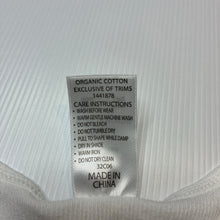 ORGANIC COTTON
EXCLUSIVE OF TRIMS
1441878
CARE INSTRUCTIONS
• WASH BEFORE WEAR
• WARM GENTLE MACHINE WASH
• DO NOT BLEACH
• DO NOT TUMBLE DRY
• PULL TO SHAPE WHILE DAMP
• DRY IN SHADE
• WARM IRON
• DO NOT DRY CLEAN
32C06
MADE IN
CHINA